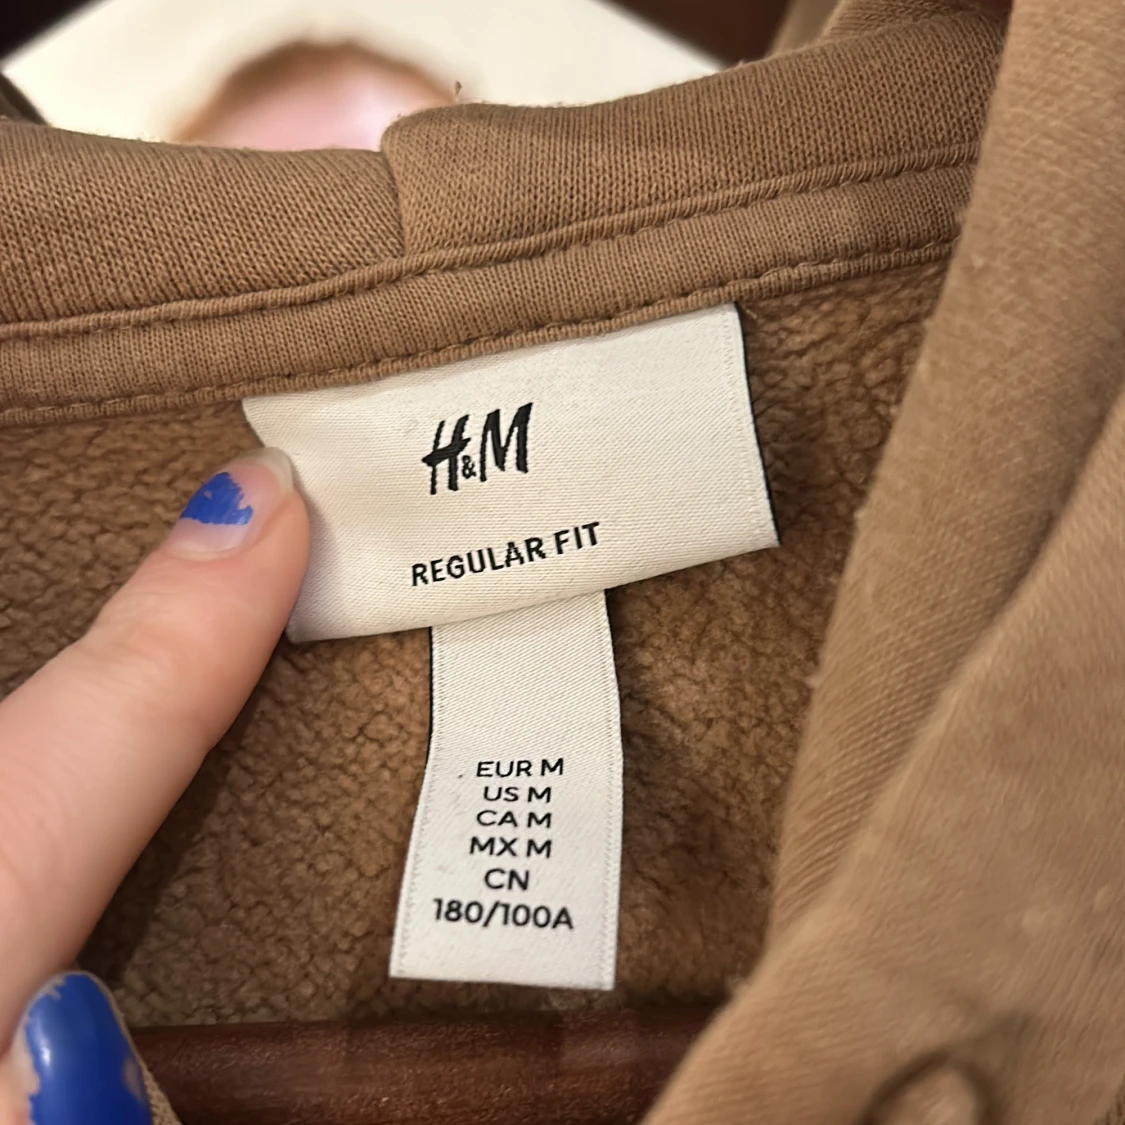 H&M
REGULAR FIT
EUR M
US M
CA M
MX M
CN
180/100A